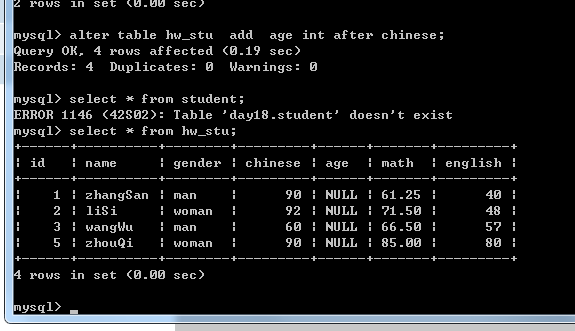 2 rows in set (0.00 sec)
mysql> alter table hw_stu  add  age int after chinese;
Query OK, 4 rows affected (0.19 sec)
Records: 4  Duplicates: 0  Warnings: 0
mysql> select * from student;
ERROR 1146 (42S02): Table 'day18.student' doesn't exist
mysql> select * from hw_stu;
+------+----------+--------+---------+------+-------+---------+
| id   | name     | gender | chinese | age  | math  | english |
+------+----------+--------+---------+------+-------+---------+
|    1 | zhangSan | man    |      90 | NULL | 61.25 |      40 |
|    2 | liSi     | woman  |      92 | NULL | 71.50 |      48 |
|    3 | wangWu   | man    |      60 | NULL | 66.50 |      57 |
|    5 | zhouQi   | woman  |      90 | NULL | 85.00 |      80 |
+------+----------+--------+---------+------+-------+---------+
4 rows in set (0.00 sec)
mysql> _